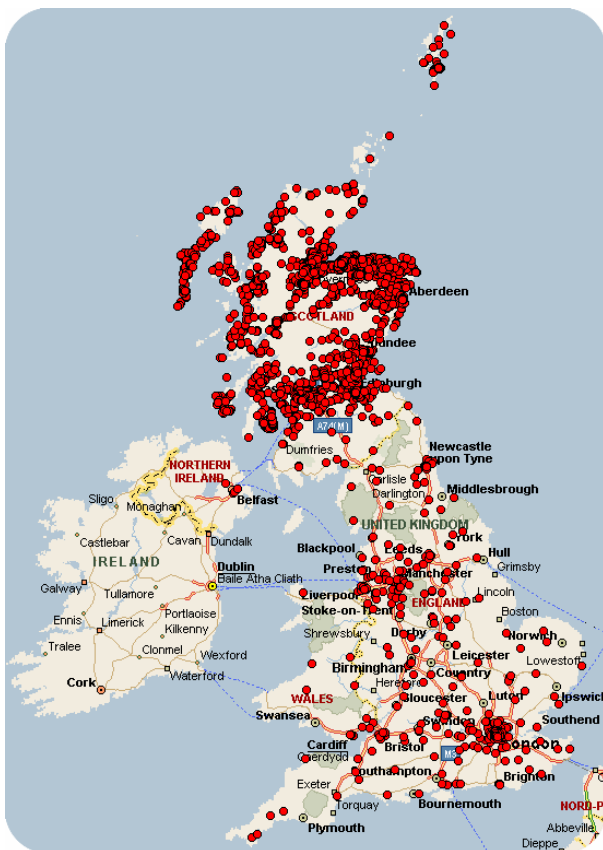 Aberdeen
SCOTLAND
Dundee
Edinburgh
A74(M)
Dumfries
Newcastle
Upon Tyne
NORTHERN
IRELAND
Carlisle
Darlington
Middlesbrough
Belfast
Sligo
Monaghan
UNITED KINGDOM
Castlebar
Cavan
Dundalk
Blackpool
Leeds
York
Hull
IRELAND
Dublin
Baile Atha Cliath
Preston
Manchester
Grimsby
Galway
Tullamore
Liverpool
Lincoln
Stoke-on-Trent
ENGLAND
Boston
Ennis
Limerick
Portlaoise
Kilkenny
Shrewsbury
Derby
Norwich
Tralee
Clonmel
Wexford
Leicester
Lowestoft
Waterford
Birmingham
Coventry
Cork
Hereford
WALES
Gloucester
Luton
Ipswich
Swansea
Swindon
Southend
Cardiff
Caerdydd
Bristol
London
Southampton
Brighton
Exeter
Torquay
Bournemouth
NORD-P
Plymouth
Abbeville
Dieppe